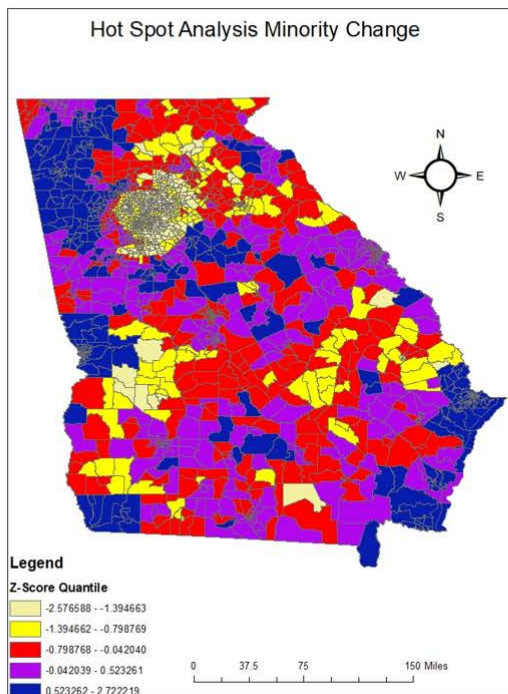 Hot Spot Analysis Minority Change
N
W E
S
Legend
Z-Score Quantile
-2.576588 - -1.394663
-1.394662 - -0.798769
-0.798768 - -0.042040
-0.042039 - 0.523261
0.523262 - 2.722219
0 37.5 75 150 Miles